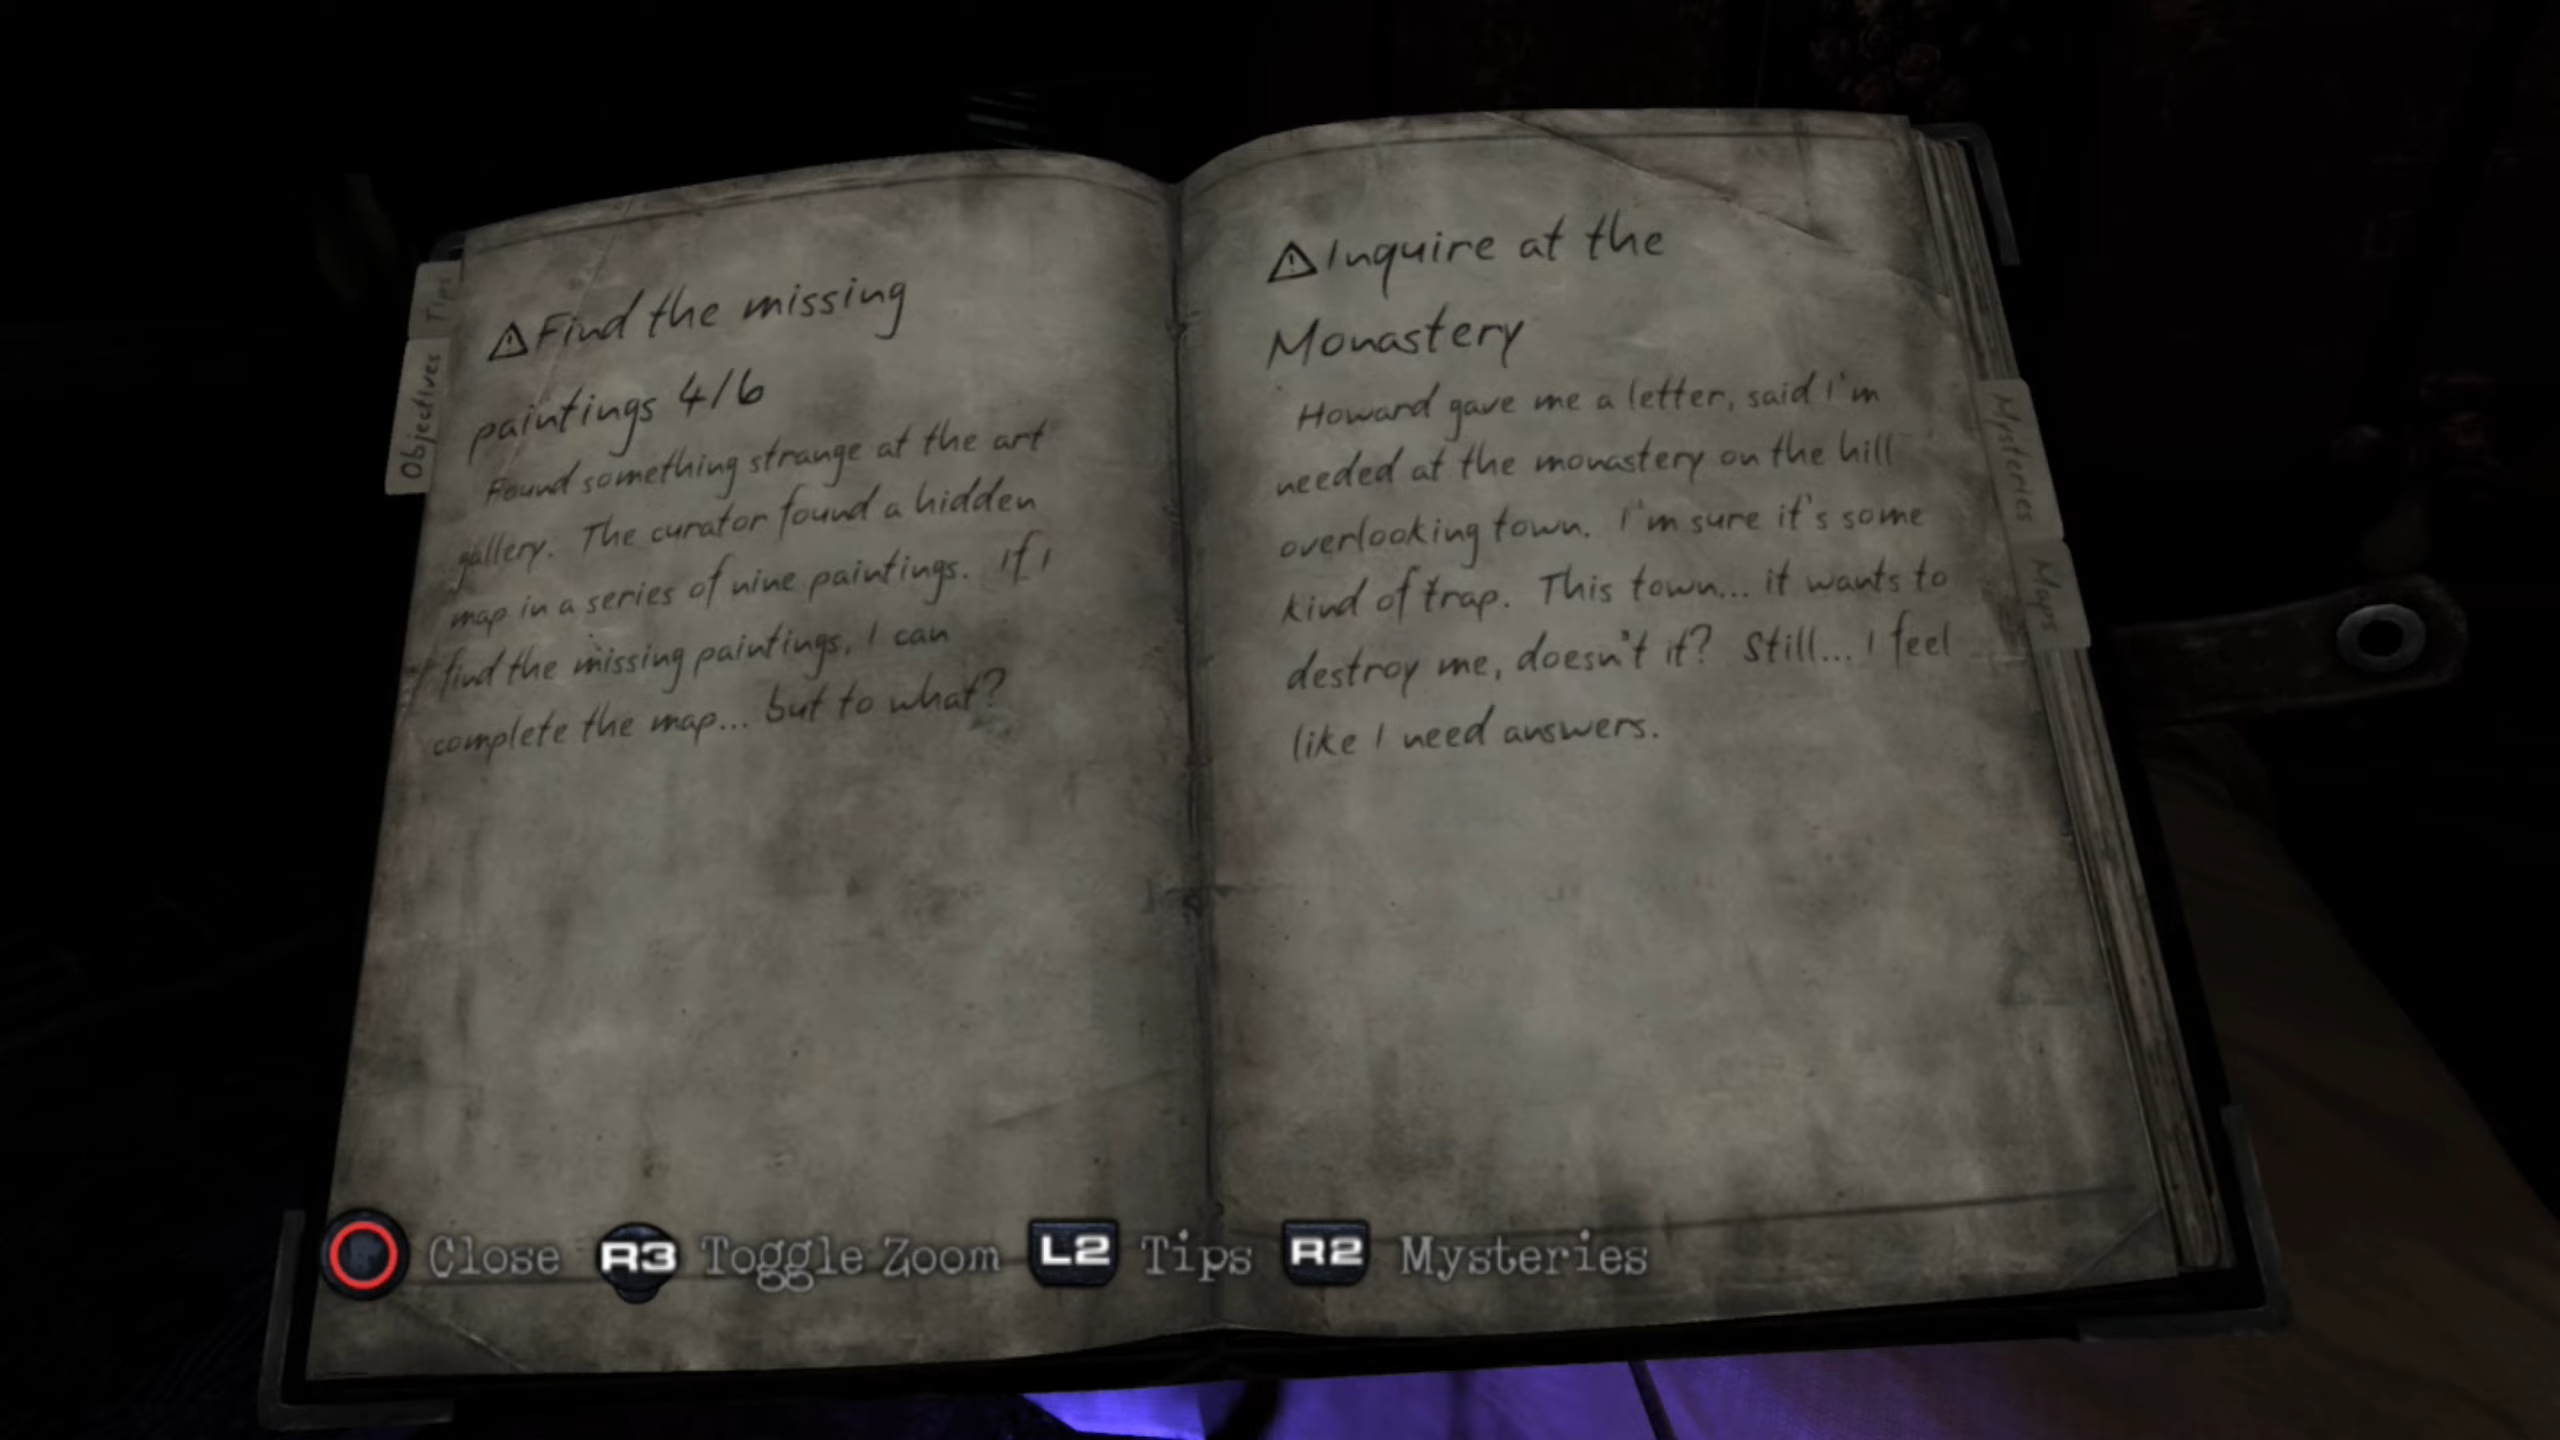 ⚠Find the missing
paintings 4/6
Found something strange at the art
gallery. The curator found a hidden
map in a series of nine paintings. If I
find the missing paintings, I can
complete the map... but to what?
⚠Inquire at the
Monastery
Howard gave me a letter, said I'm
needed at the monastery on the hill
overlooking town. I'm sure it's some
kind of trap. This town... it wants to
destroy me, doesn't it? Still... I feel
like I need answers.
Tips
Objectives
Mysteries
Maps
Close R3 Toggle Zoom L2 Tips R2 Mysteries